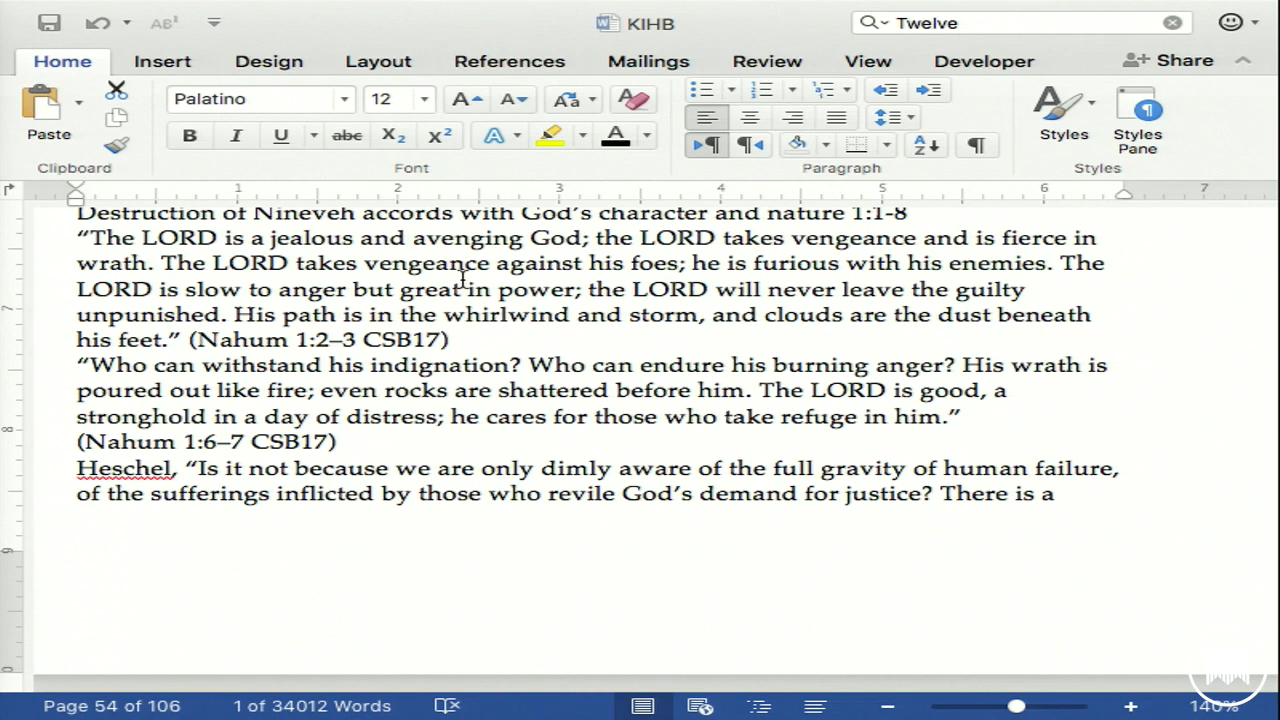 KIHB
Twelve
Home Insert Design Layout References Mailings Review View Developer Share
Palatino 12
Paste
Styles Styles Pane
Clipboard Font Paragraph Styles
1 2 3 4 5 6 7
Destruction of Nineveh accords with God's character and nature 1:1-8
“The LORD is a jealous and avenging God; the LORD takes vengeance and is fierce in
wrath. The LORD takes vengeance against his foes; he is furious with his enemies. The
LORD is slow to anger but great in power; the LORD will never leave the guilty
unpunished. His path is in the whirlwind and storm, and clouds are the dust beneath
his feet.” (Nahum 1:2–3 CSB17)
“Who can withstand his indignation? Who can endure his burning anger? His wrath is
poured out like fire; even rocks are shattered before him. The LORD is good, a
stronghold in a day of distress; he cares for those who take refuge in him.”
(Nahum 1:6–7 CSB17)
Heschel, “Is it not because we are only dimly aware of the full gravity of human failure,
of the sufferings inflicted by those who revile God’s demand for justice? There is a
Page 54 of 106 1 of 34012 Words 140%